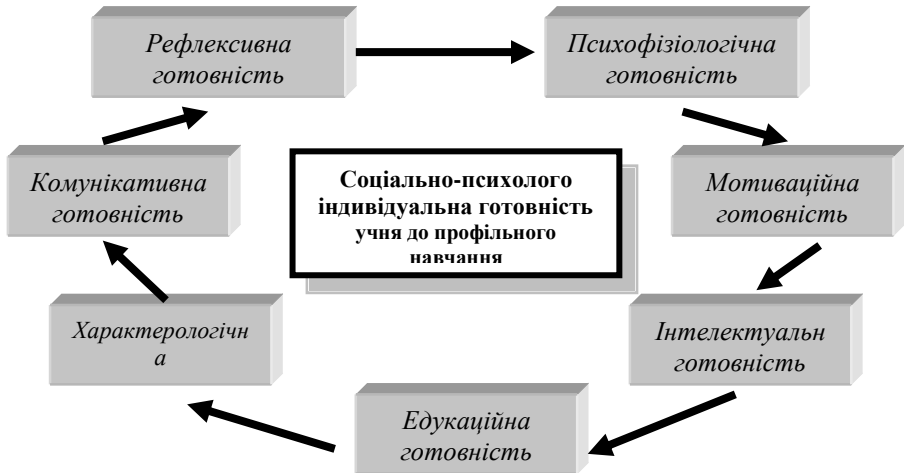 Рефлексивна
готовність
Психофізіологічна
готовність
Комунікативна
готовність
Соціально-психолого
індивідуальна готовність
учня до профільного
навчання
Мотиваційна
готовність
Характерологічн
а
Інтелектуальн
готовність
Едукаційна
готовність